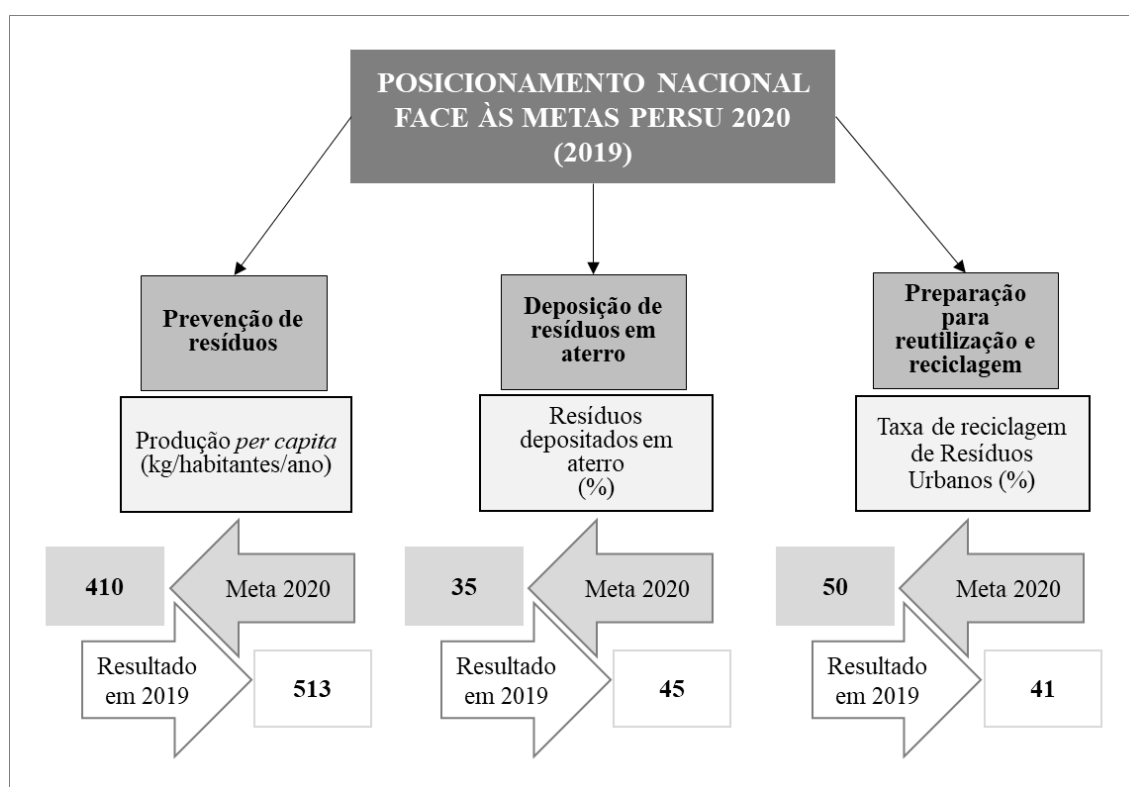 POSICIONAMENTO NACIONAL
FACE ÀS METAS PERSU 2020
(2019)
Prevenção de
resíduos
Produção per capita
(kg/habitantes/ano)
410
Meta 2020
Resultado
em 2019
513
Deposição de
resíduos em
aterro
Resíduos
depositados em
aterro
(%)
35
Meta 2020
Resultado
em 2019
45
Preparação
para
reutilização e
reciclagem
Taxa de reciclagem
de Resíduos
Urbanos (%)
50
Meta 2020
Resultado
em 2019
41